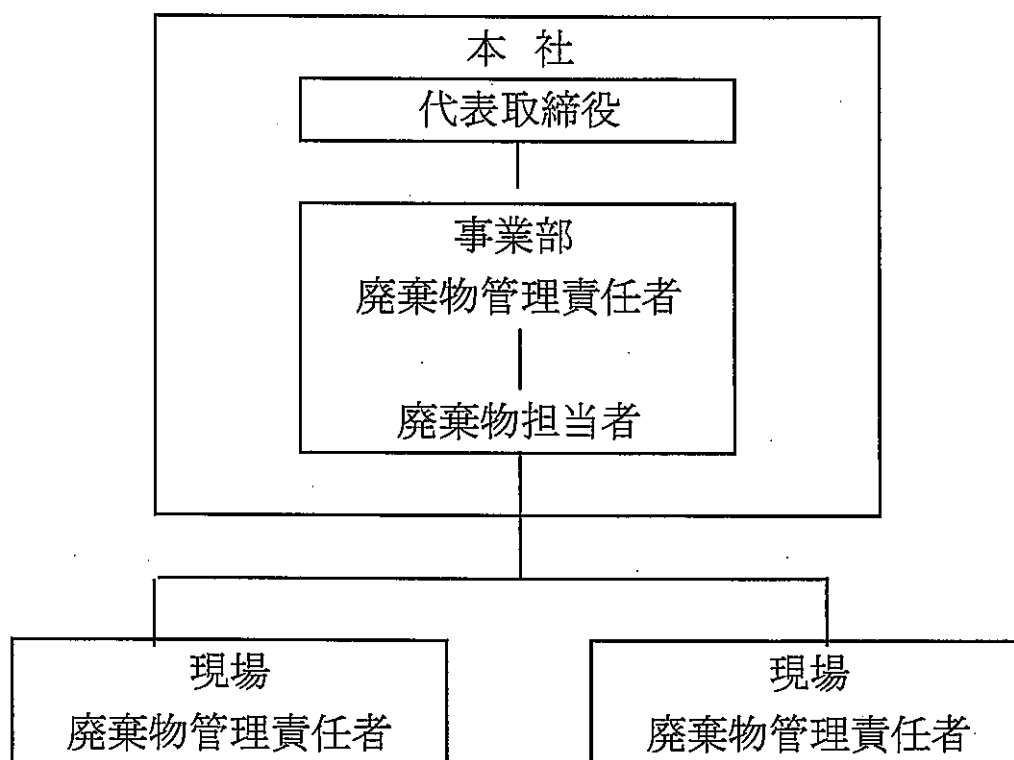 本 社
代表取締役
事業部
廃棄物管理責任者
廃棄物担当者
現場
廃棄物管理責任者
現場
廃棄物管理責任者